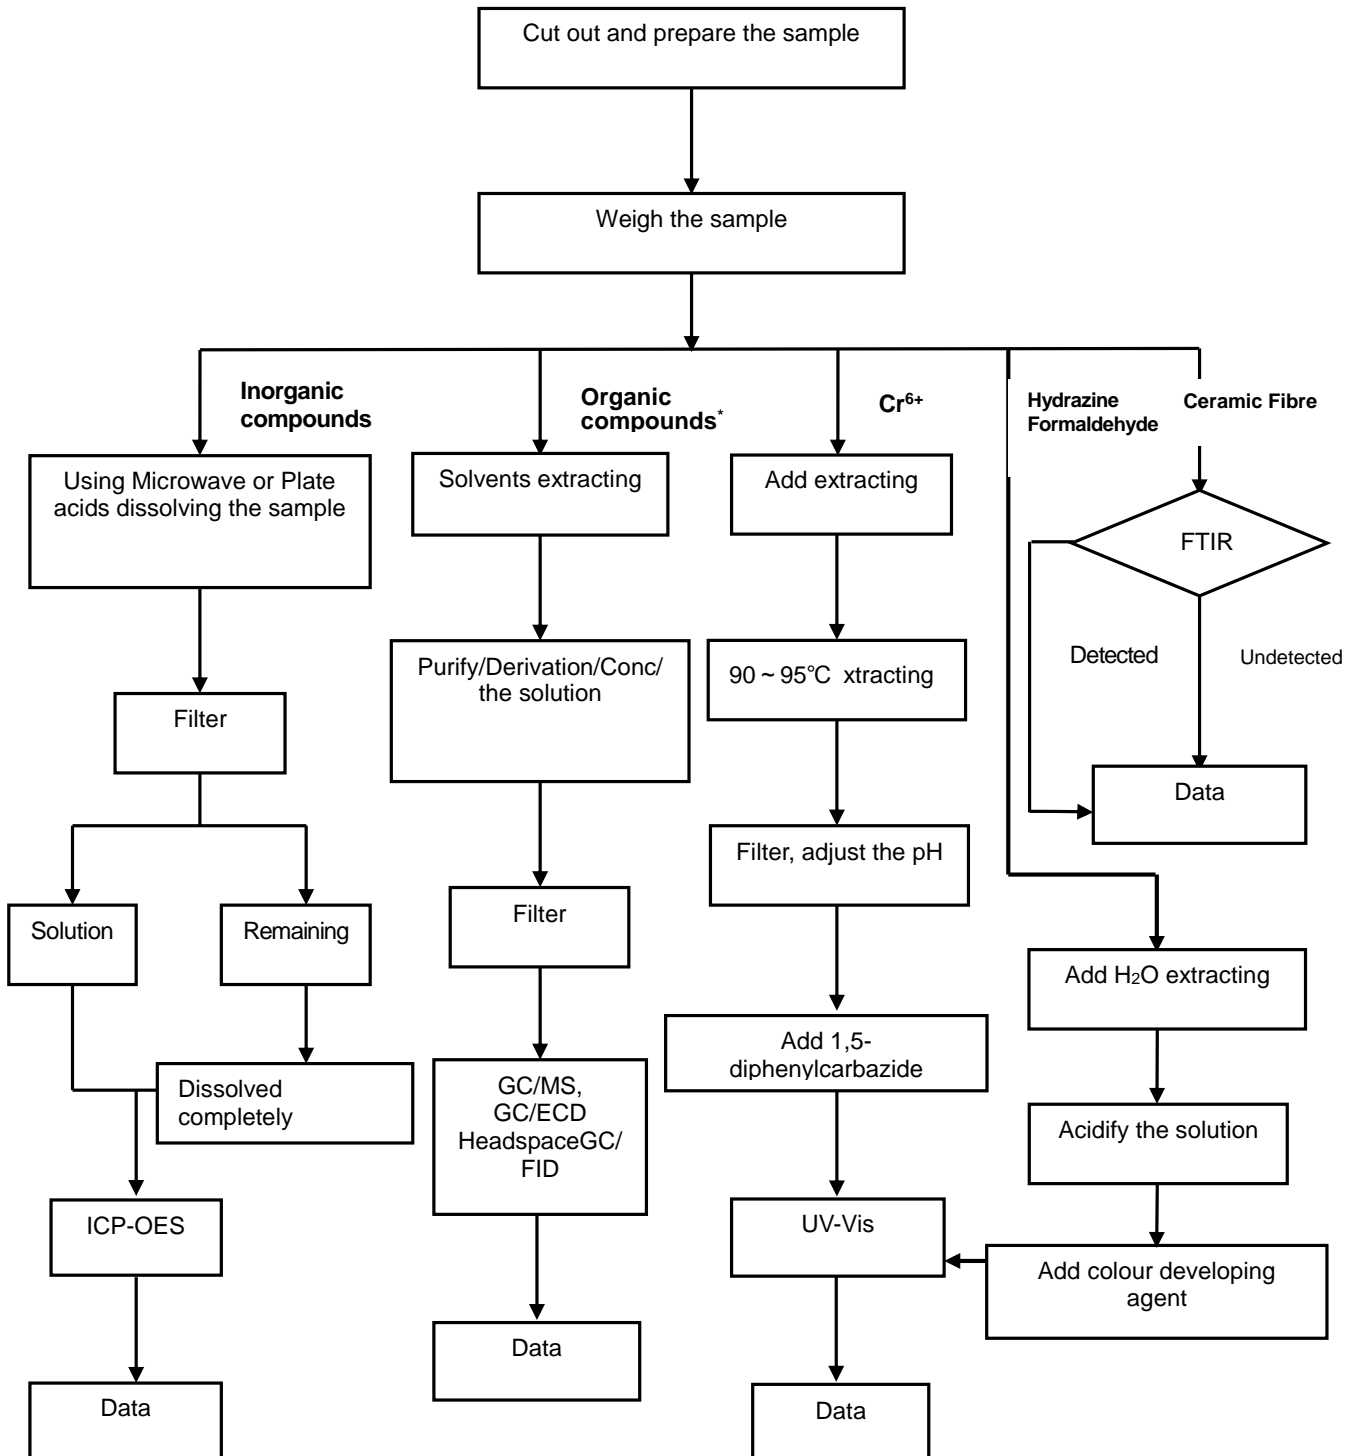 Cut out and prepare the sample
Weigh the sample
Inorganic
compounds
Organic
compounds*
Cr⁶⁺
Hydrazine
Formaldehyde
Ceramic Fibre
Using Microwave or Plate
acids dissolving the sample
Solvents extracting
Add extracting
FTIR
Detected
Undetected
Purify/Derivation/Conc/
the solution
90 ~ 95℃ xtracting
Filter
Data
Filter, adjust the pH
Solution
Remaining
Filter
Add H₂O extracting
Add 1,5-
diphenylcarbazide
Dissolved
completely
GC/MS,
GC/ECD
HeadspaceGC/
FID
Acidify the solution
ICP-OES
UV-Vis
Add colour developing
agent
Data
Data
Data